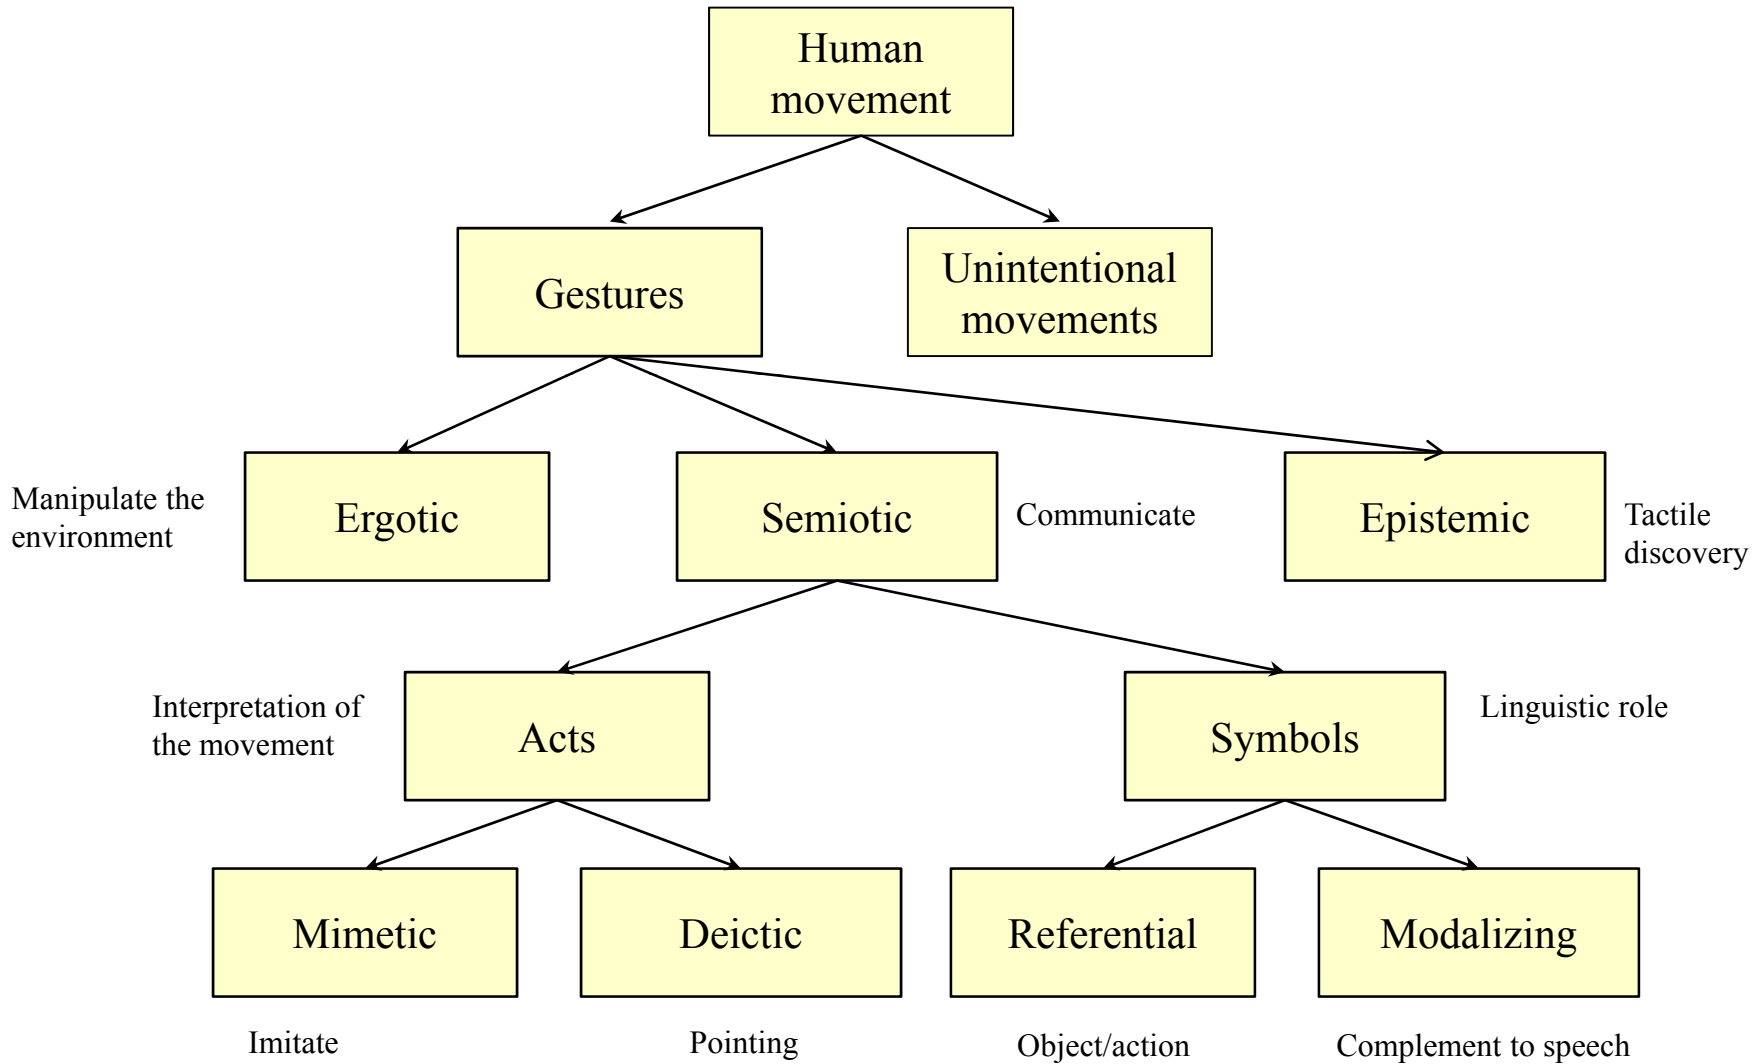 Human
movement
Gestures
Unintentional
movements
Manipulate the
environment
Ergotic
Semiotic
Communicate
Epistemic
Tactile
discovery
Interpretation of
the movement
Acts
Symbols
Linguistic role
Mimetic
Deictic
Referential
Modalizing
Imitate
Pointing
Object/action
Complement to speech